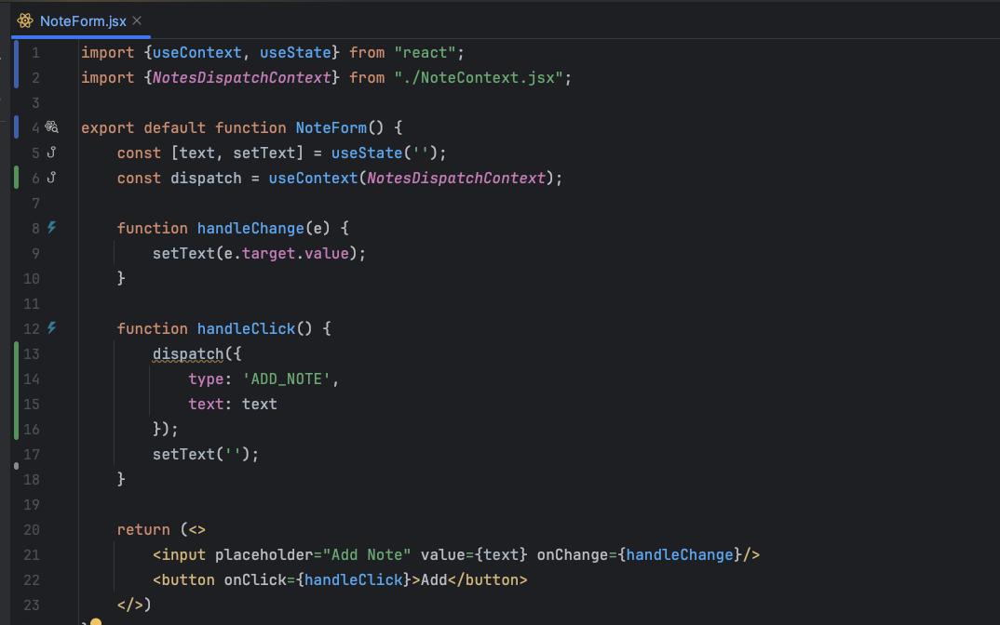 NoteForm.jsx
1 import {useContext, useState} from "react";
2 import {NotesDispatchContext} from "./NoteContext.jsx";
3
4 export default function NoteForm() {
5     const [text, setText] = useState('');
6     const dispatch = useContext(NotesDispatchContext);
7
8     function handleChange(e) {
9         setText(e.target.value);
10     }
11
12     function handleClick() {
13         dispatch({
14             type: 'ADD_NOTE',
15             text: text
16         });
17         setText('');
18     }
19
20     return (<>
21         <input placeholder="Add Note" value={text} onChange={handleChange}/>
22         <button onClick={handleClick}>Add</button>
23     </>)